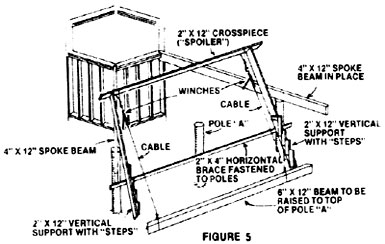 2" X 12" CROSSPIECE
("SPOILER")
4" X 12" SPOKE
BEAM IN PLACE
WINCHES
CABLE
POLE "A"
2" X 12" VERTICAL
SUPPORT
WITH "STEPS"
4" X 12" SPOKE BEAM
CABLE
2" X 4" HORIZONTAL
BRACE FASTENED
TO POLES
6" X 12" BEAM TO BE
RAISED TO TOP
OF POLE "A"
2" X 12" VERTICAL
SUPPORT WITH "STEPS"
FIGURE 5